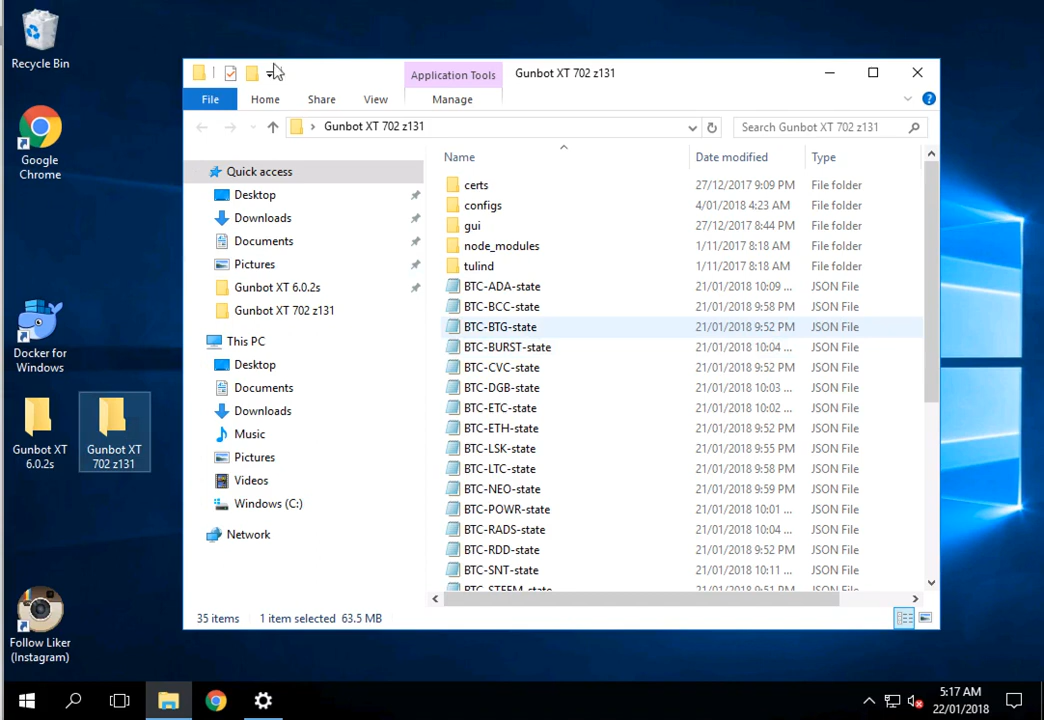 Recycle Bin
Google
Chrome
Docker for
Windows
Gunbot XT
6.0.2s
Gunbot XT
702 z131
Follow Liker
(Instagram)
Application Tools
Gunbot XT 702 z131
File
Home
Share
View
Manage
Gunbot XT 702 z131
Search Gunbot XT 702 z131
Quick access
Desktop
Downloads
Documents
Pictures
Gunbot XT 6.0.2s
Gunbot XT 702 z131
This PC
Desktop
Documents
Downloads
Music
Pictures
Videos
Windows (C:)
Network
Name Date modified Type
certs 27/12/2017 9:09 PM File folder
configs 4/01/2018 4:23 AM File folder
gui 27/12/2017 8:44 PM File folder
node_modules 1/11/2017 8:18 AM File folder
tulind 1/11/2017 8:18 AM File folder
BTC-ADA-state 21/01/2018 10:09 ... JSON File
BTC-BCC-state 21/01/2018 9:58 PM JSON File
BTC-BTG-state 21/01/2018 9:52 PM JSON File
BTC-BURST-state 21/01/2018 10:04 ... JSON File
BTC-CVC-state 21/01/2018 9:52 PM JSON File
BTC-DGB-state 21/01/2018 10:03 ... JSON File
BTC-ETC-state 21/01/2018 10:02 ... JSON File
BTC-ETH-state 21/01/2018 9:52 PM JSON File
BTC-LSK-state 21/01/2018 9:55 PM JSON File
BTC-LTC-state 21/01/2018 9:58 PM JSON File
BTC-NEO-state 21/01/2018 9:59 PM JSON File
BTC-POWR-state 21/01/2018 10:01 ... JSON File
BTC-RADS-state 21/01/2018 10:04 ... JSON File
BTC-RDD-state 21/01/2018 9:52 PM JSON File
BTC-SNT-state 21/01/2018 10:11 ... JSON File
BTC-STEEM-state 21/01/2018 9:51 PM JSON File
35 items 1 item selected 63.5 MB
5:17 AM
22/01/2018